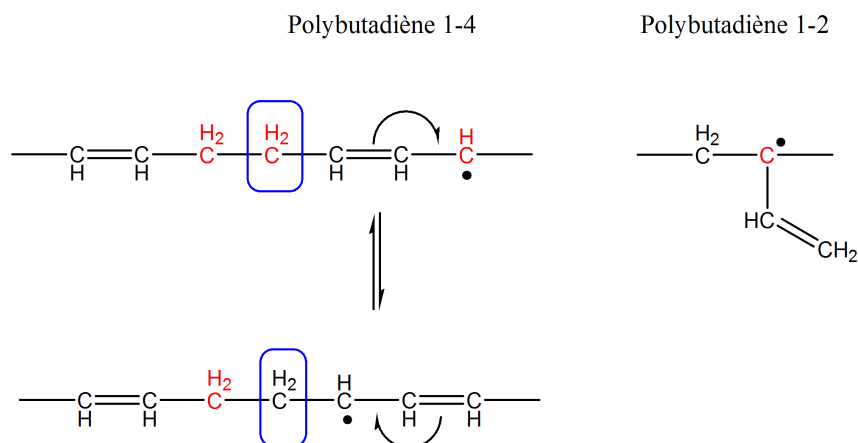 Polybutadiène 1-4
Polybutadiène 1-2
H2 H2 H
C C C C C C C
H H H H
H2
C C
HC
CH2
H2 H2 H
C C C C C C C
H H H H